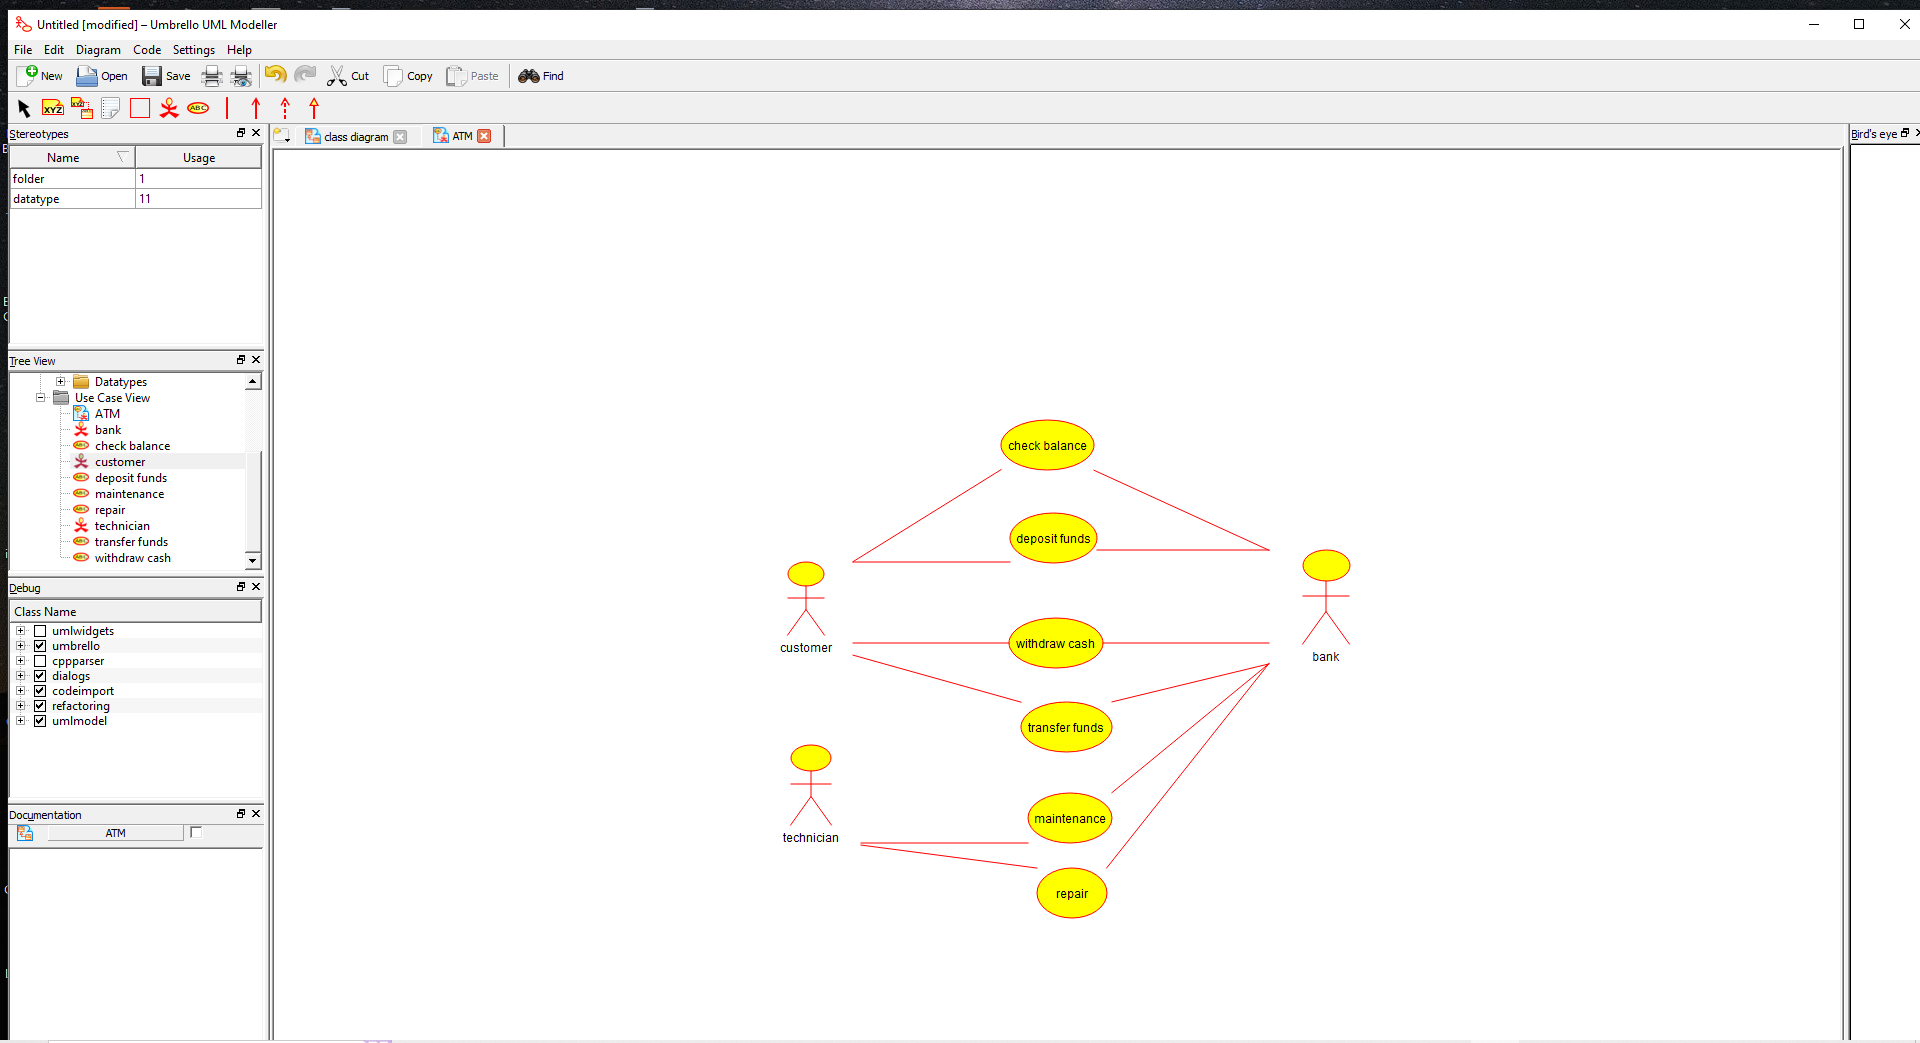 Untitled [modified] – Umbrello UML Modeller
File Edit Diagram Code Settings Help
New Open Save Cut Copy Paste Find
XYZ XYZ ABC
Stereotypes
class diagram ATM
Bird's eye
Name Usage
folder 1
datatype 11
Tree View
Datatypes
Use Case View
ATM
bank
check balance
customer
deposit funds
maintenance
repair
technician
transfer funds
withdraw cash
Debug
Class Name
umlwidgets
umbrello
cppparser
dialogs
codeimport
refactoring
umlmodel
Documentation
ATM
check balance
deposit funds
withdraw cash
customer
bank
transfer funds
maintenance
technician
repair